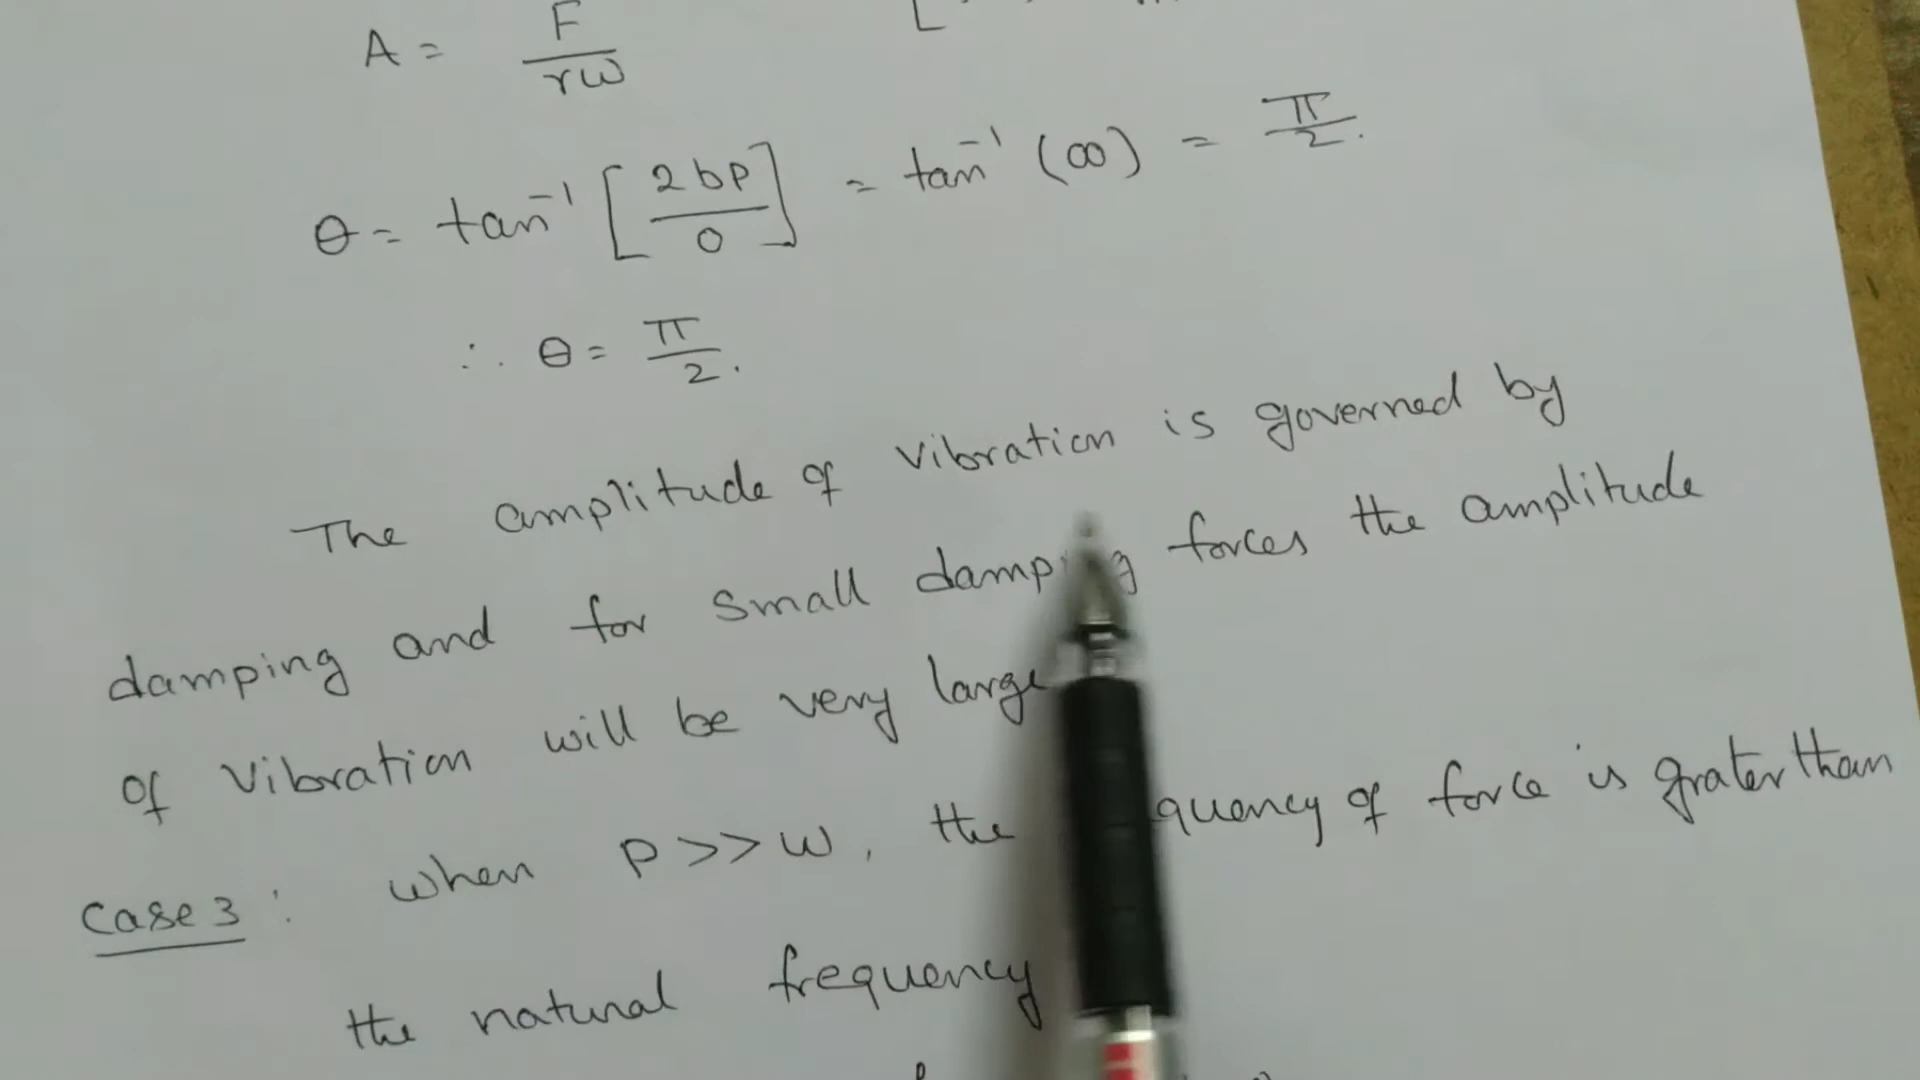 A = F/rω
θ = tan⁻¹ [2bp/0] = tan⁻¹ (∞) = π/2.
∴ θ = π/2.
The amplitude of vibration is governed by
damping and for small damping forces the amplitude
of vibration will be very large
Case 3 : when p>>ω, the quency of force is grater than
the natural frequency